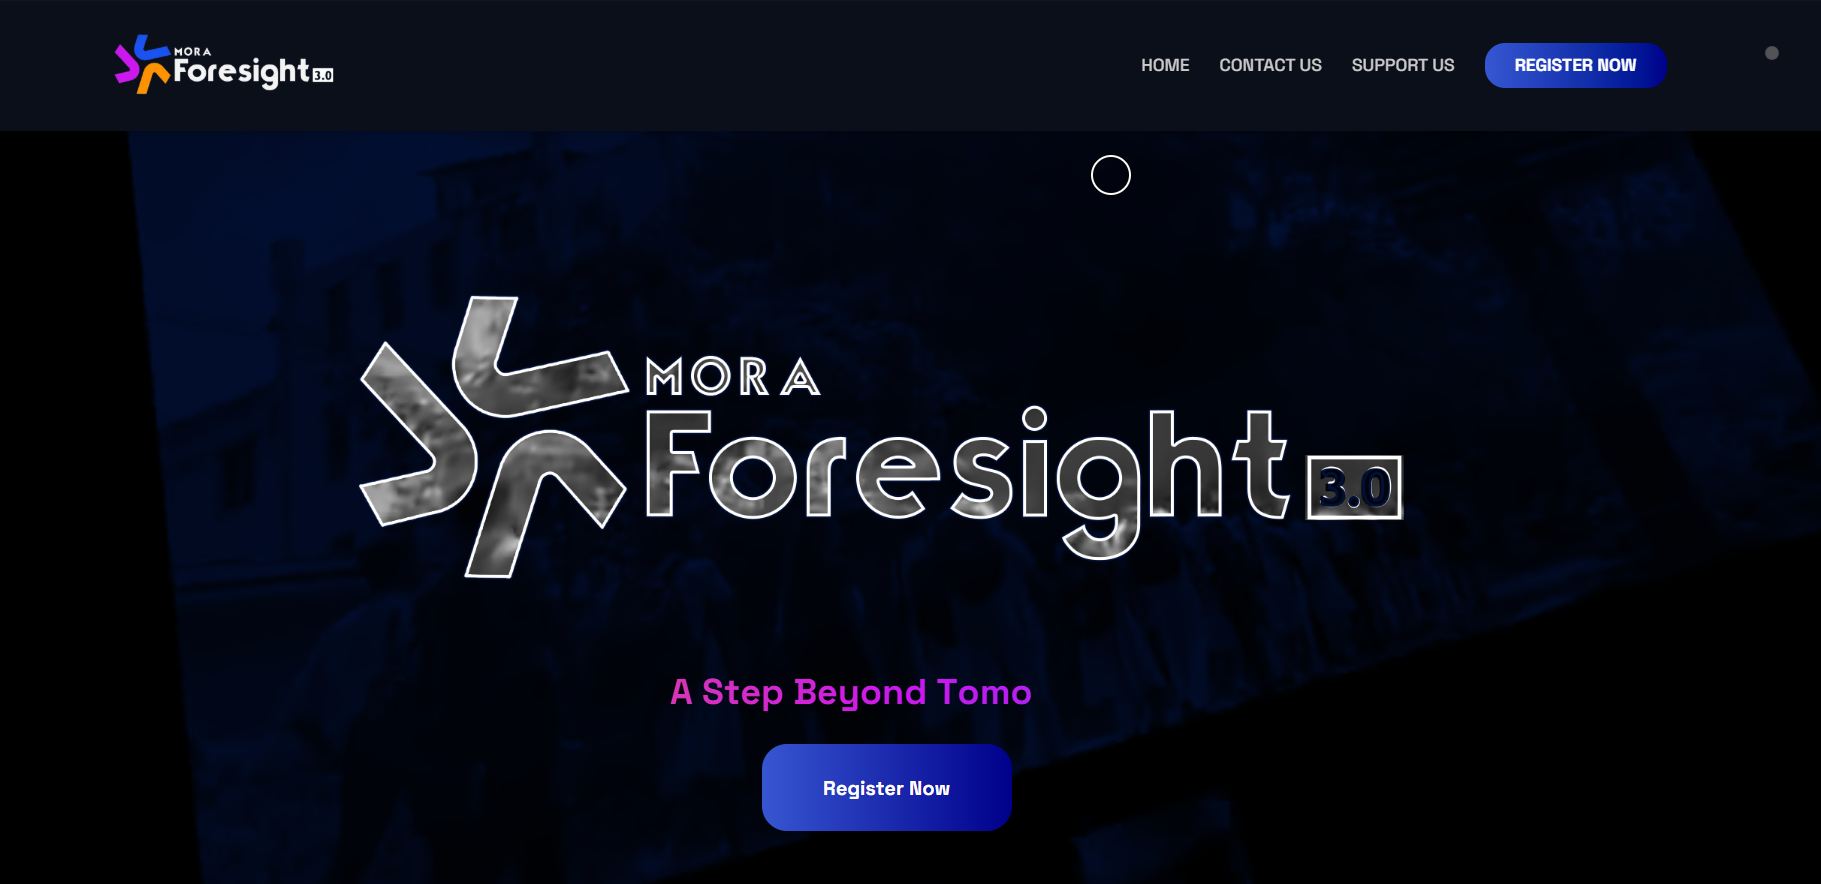 MORA
Foresight 3.0
HOME
CONTACT US
SUPPORT US
REGISTER NOW
MORA
Foresight 3.0
A Step Beyond Tomo
Register Now